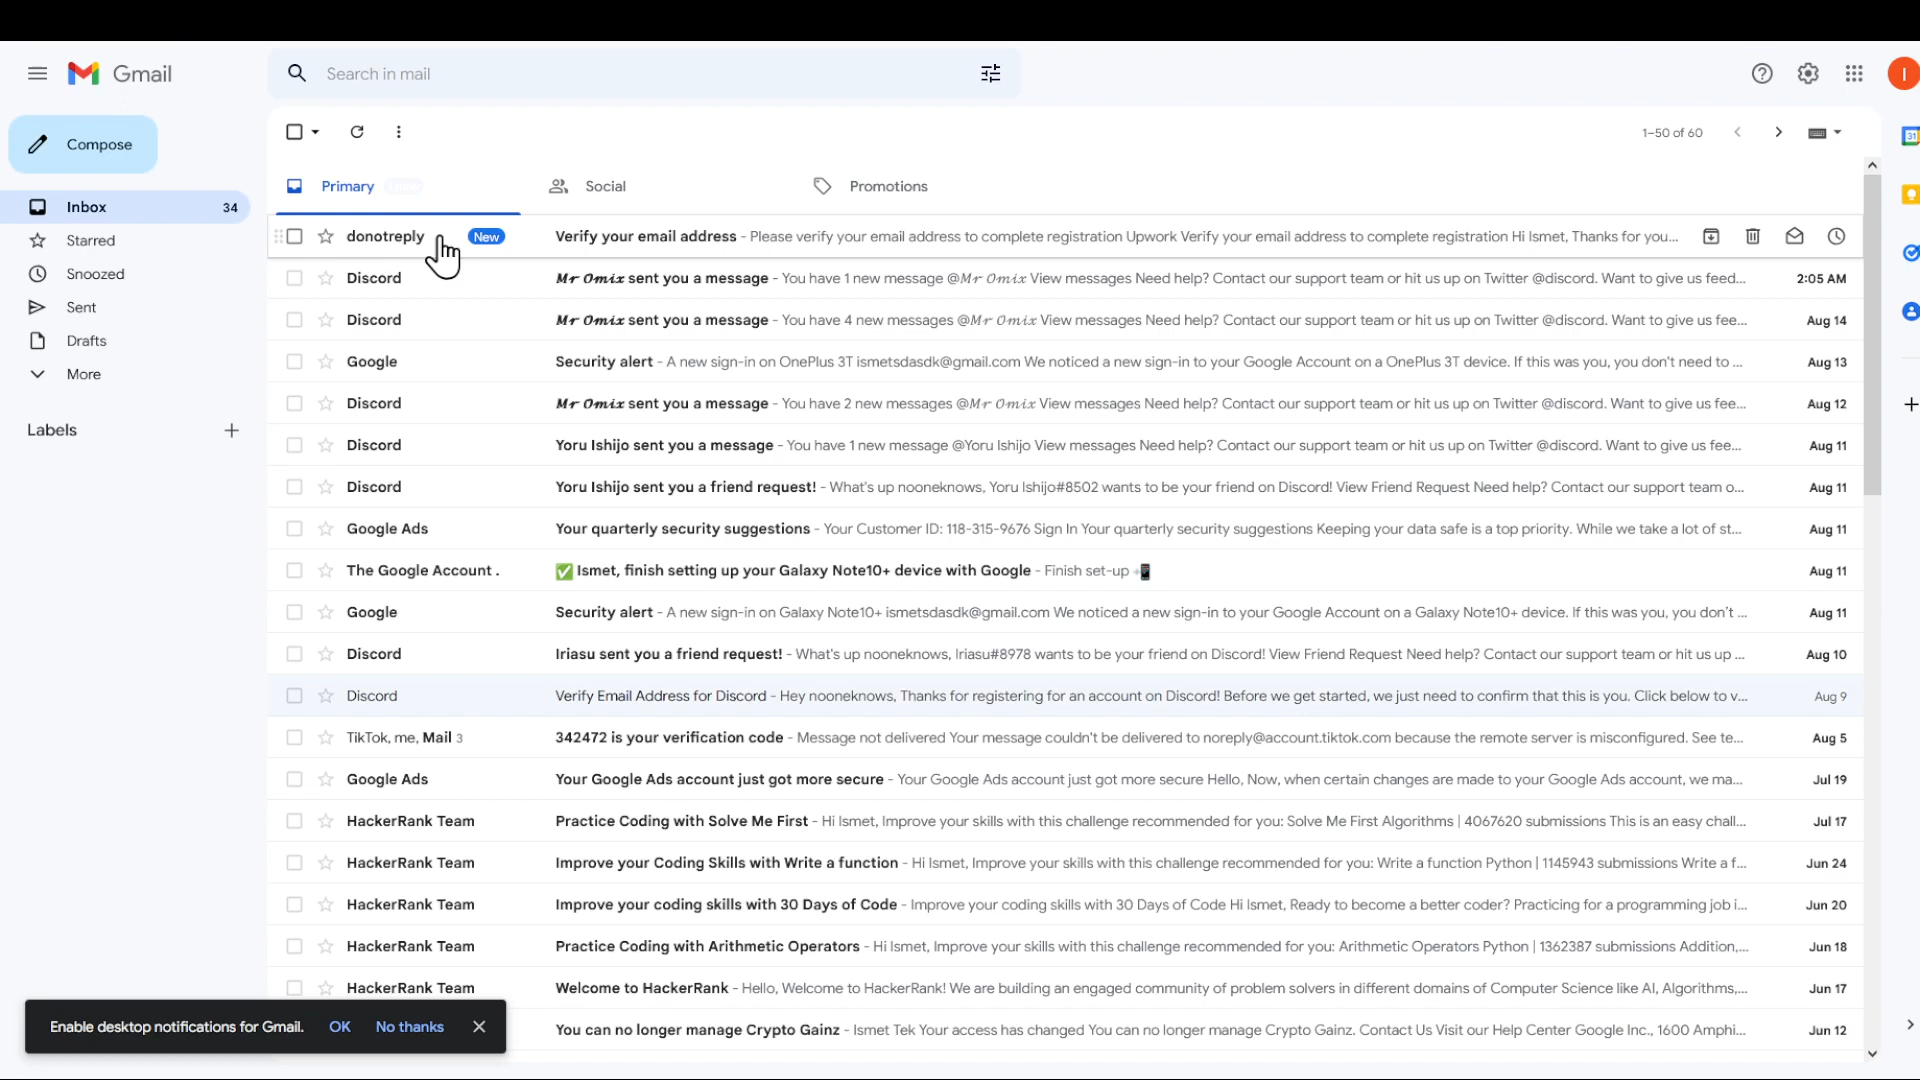 Gmail
Search in mail
Compose
1–50 of 60
Primary
Social
Promotions
Inbox 34
Starred
Snoozed
Sent
Drafts
More
Labels
donotreply New Verify your email address - Please verify your email address to complete registration Upwork Verify your email address to complete registration Hi Ismet, Thanks for you...
Discord 𝑴𝒓 𝑶𝒎𝒊𝒙 sent you a message - You have 1 new message @𝑀𝑟 𝑂𝑚𝑖𝑥 View messages Need help? Contact our support team or hit us up on Twitter @discord. Want to give us feed... 2:05 AM
Discord 𝑴𝒓 𝑶𝒎𝒊𝒙 sent you a message - You have 4 new messages @𝑀𝑟 𝑂𝑚𝑖𝑥 View messages Need help? Contact our support team or hit us up on Twitter @discord. Want to give us fee... Aug 14
Google Security alert - A new sign-in on OnePlus 3T ismetsdasdk@gmail.com We noticed a new sign-in to your Google Account on a OnePlus 3T device. If this was you, you don't need to ... Aug 13
Discord 𝑴𝒓 𝑶𝒎𝒊𝒙 sent you a message - You have 2 new messages @𝑀𝑟 𝑂𝑚𝑖𝑥 View messages Need help? Contact our support team or hit us up on Twitter @discord. Want to give us fee... Aug 12
Discord Yoru Ishijo sent you a message - You have 1 new message @Yoru Ishijo View messages Need help? Contact our support team or hit us up on Twitter @discord. Want to give us fee... Aug 11
Discord Yoru Ishijo sent you a friend request! - What's up nooneknows, Yoru Ishijo#8502 wants to be your friend on Discord! View Friend Request Need help? Contact our support team o... Aug 11
Google Ads Your quarterly security suggestions - Your Customer ID: 118-315-9676 Sign In Your quarterly security suggestions Keeping your data safe is a top priority. While we take a lot of st... Aug 11
The Google Account . ✅ Ismet, finish setting up your Galaxy Note10+ device with Google - Finish set-up 📲 Aug 11
Google Security alert - A new sign-in on Galaxy Note10+ ismetsdasdk@gmail.com We noticed a new sign-in to your Google Account on a Galaxy Note10+ device. If this was you, you don't ... Aug 11
Discord Iriasu sent you a friend request! - What's up nooneknows, Iriasu#8978 wants to be your friend on Discord! View Friend Request Need help? Contact our support team or hit us up ... Aug 10
Discord Verify Email Address for Discord - Hey nooneknows, Thanks for registering for an account on Discord! Before we get started, we just need to confirm that this is you. Click below to v... Aug 9
TikTok, me, Mail 3 342472 is your verification code - Message not delivered Your message couldn't be delivered to noreply@account.tiktok.com because the remote server is misconfigured. See te... Aug 5
Google Ads Your Google Ads account just got more secure - Your Google Ads account just got more secure Hello, Now, when certain changes are made to your Google Ads account, we ma... Jul 19
HackerRank Team Practice Coding with Solve Me First - Hi Ismet, Improve your skills with this challenge recommended for you: Solve Me First Algorithms | 4067620 submissions This is an easy chall... Jul 17
HackerRank Team Improve your Coding Skills with Write a function - Hi Ismet, Improve your skills with this challenge recommended for you: Write a function Python | 1145943 submissions Write a f... Jun 24
HackerRank Team Improve your coding skills with 30 Days of Code - Improve your coding skills with 30 Days of Code Hi Ismet, Ready to become a better coder? Practicing for a programming job i... Jun 20
HackerRank Team Practice Coding with Arithmetic Operators - Hi Ismet, Improve your skills with this challenge recommended for you: Arithmetic Operators Python | 1362387 submissions Addition,... Jun 18
HackerRank Team Welcome to HackerRank - Hello, Welcome to HackerRank! We are building an engaged community of problem solvers in different domains of Computer Science like AI, Algorithms,... Jun 17
You can no longer manage Crypto Gainz - Ismet Tek Your access has changed You can no longer manage Crypto Gainz. Contact Us Visit our Help Center Google Inc., 1600 Amphi... Jun 12
Enable desktop notifications for Gmail. OK No thanks
I
31